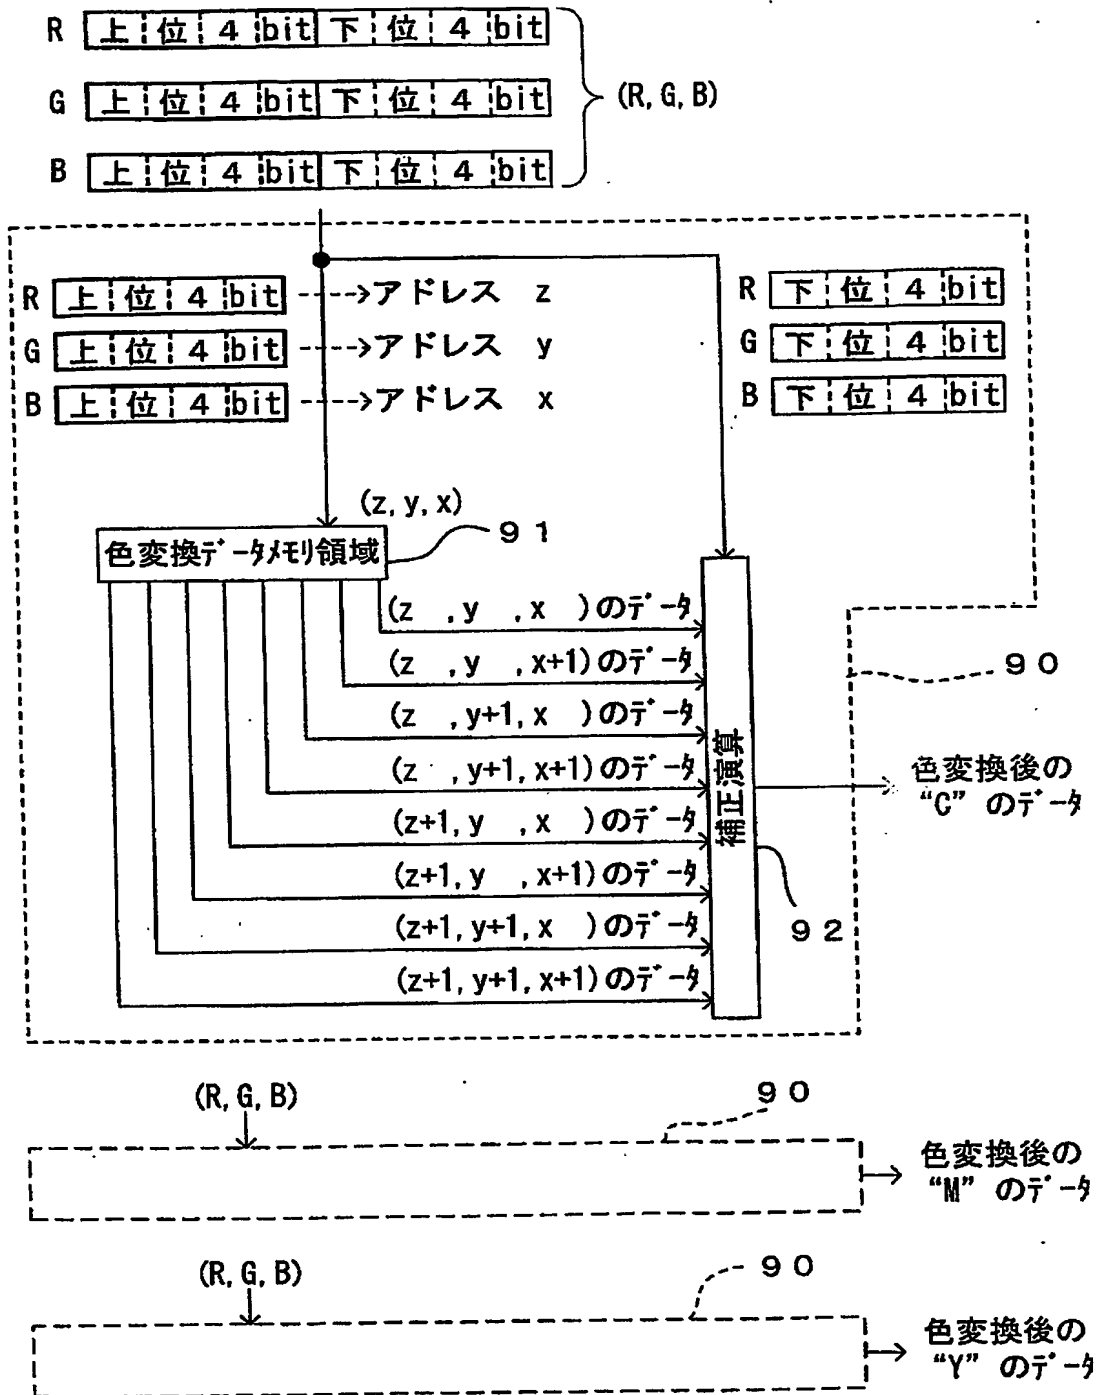 R 上位4bit下位4bit
G 上位4bit下位4bit
B 上位4bit下位4bit
(R, G, B)
R 上位4bit アドレス z
G 上位4bit アドレス y
B 上位4bit アドレス x
R 下位4bit
G 下位4bit
B 下位4bit
(z, y, x)
91
色変換ﾃﾞｰﾀﾒﾓﾘ領域
(z , y , x )のﾃﾞｰﾀ
(z , y , x+1)のﾃﾞｰﾀ
(z , y+1, x )のﾃﾞｰﾀ
(z , y+1, x+1)のﾃﾞｰﾀ
(z+1, y , x )のﾃﾞｰﾀ
(z+1, y , x+1)のﾃﾞｰﾀ
(z+1, y+1, x )のﾃﾞｰﾀ
(z+1, y+1, x+1)のﾃﾞｰﾀ
補正演算
90
色変換後の
“C” のﾃﾞｰﾀ
92
(R, G, B)
90
色変換後の
“M” のﾃﾞｰﾀ
(R, G, B)
90
色変換後の
“Y” のﾃﾞｰﾀ